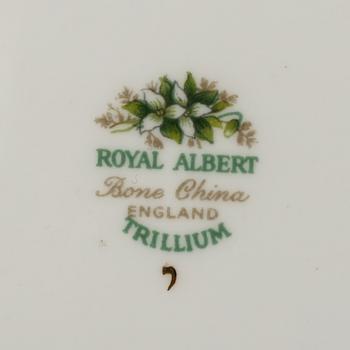 ROYAL ALBERT
Bone China
ENGLAND
TRILLIUM